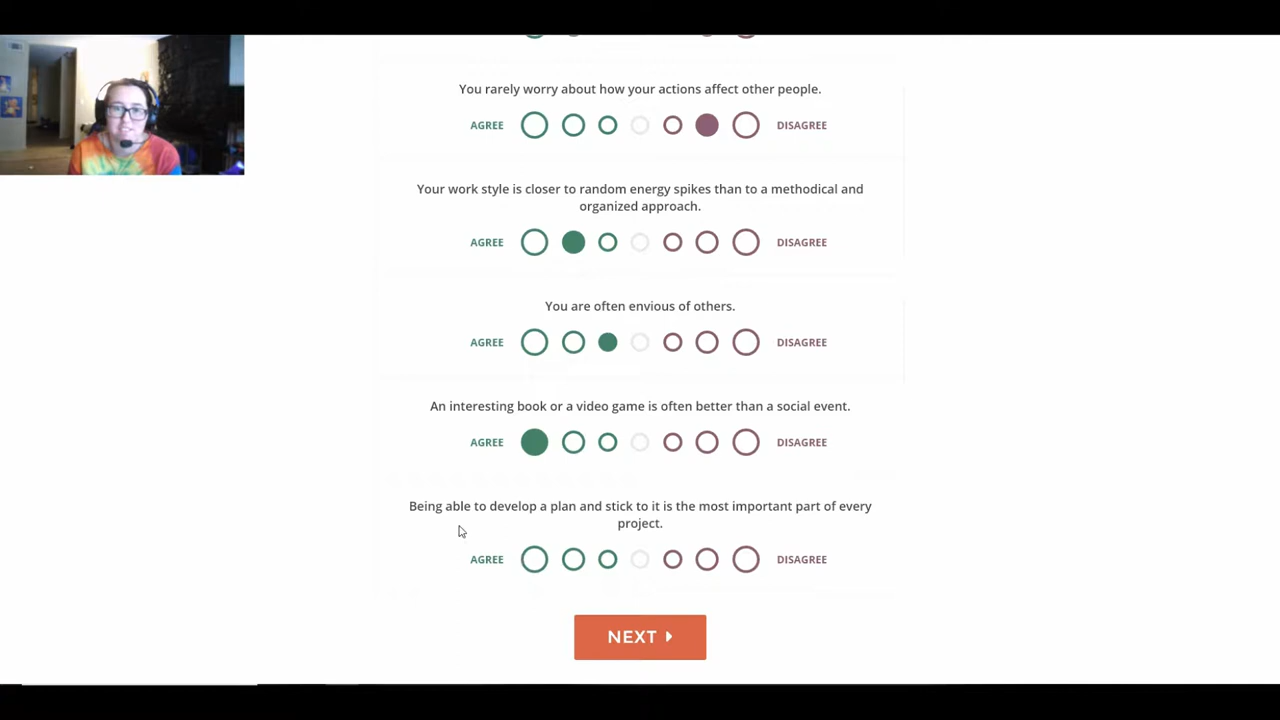 You rarely worry about how your actions affect other people.
AGREE DISAGREE
Your work style is closer to random energy spikes than to a methodical and
organized approach.
AGREE DISAGREE
You are often envious of others.
AGREE DISAGREE
An interesting book or a video game is often better than a social event.
AGREE DISAGREE
Being able to develop a plan and stick to it is the most important part of every
project.
AGREE DISAGREE
NEXT